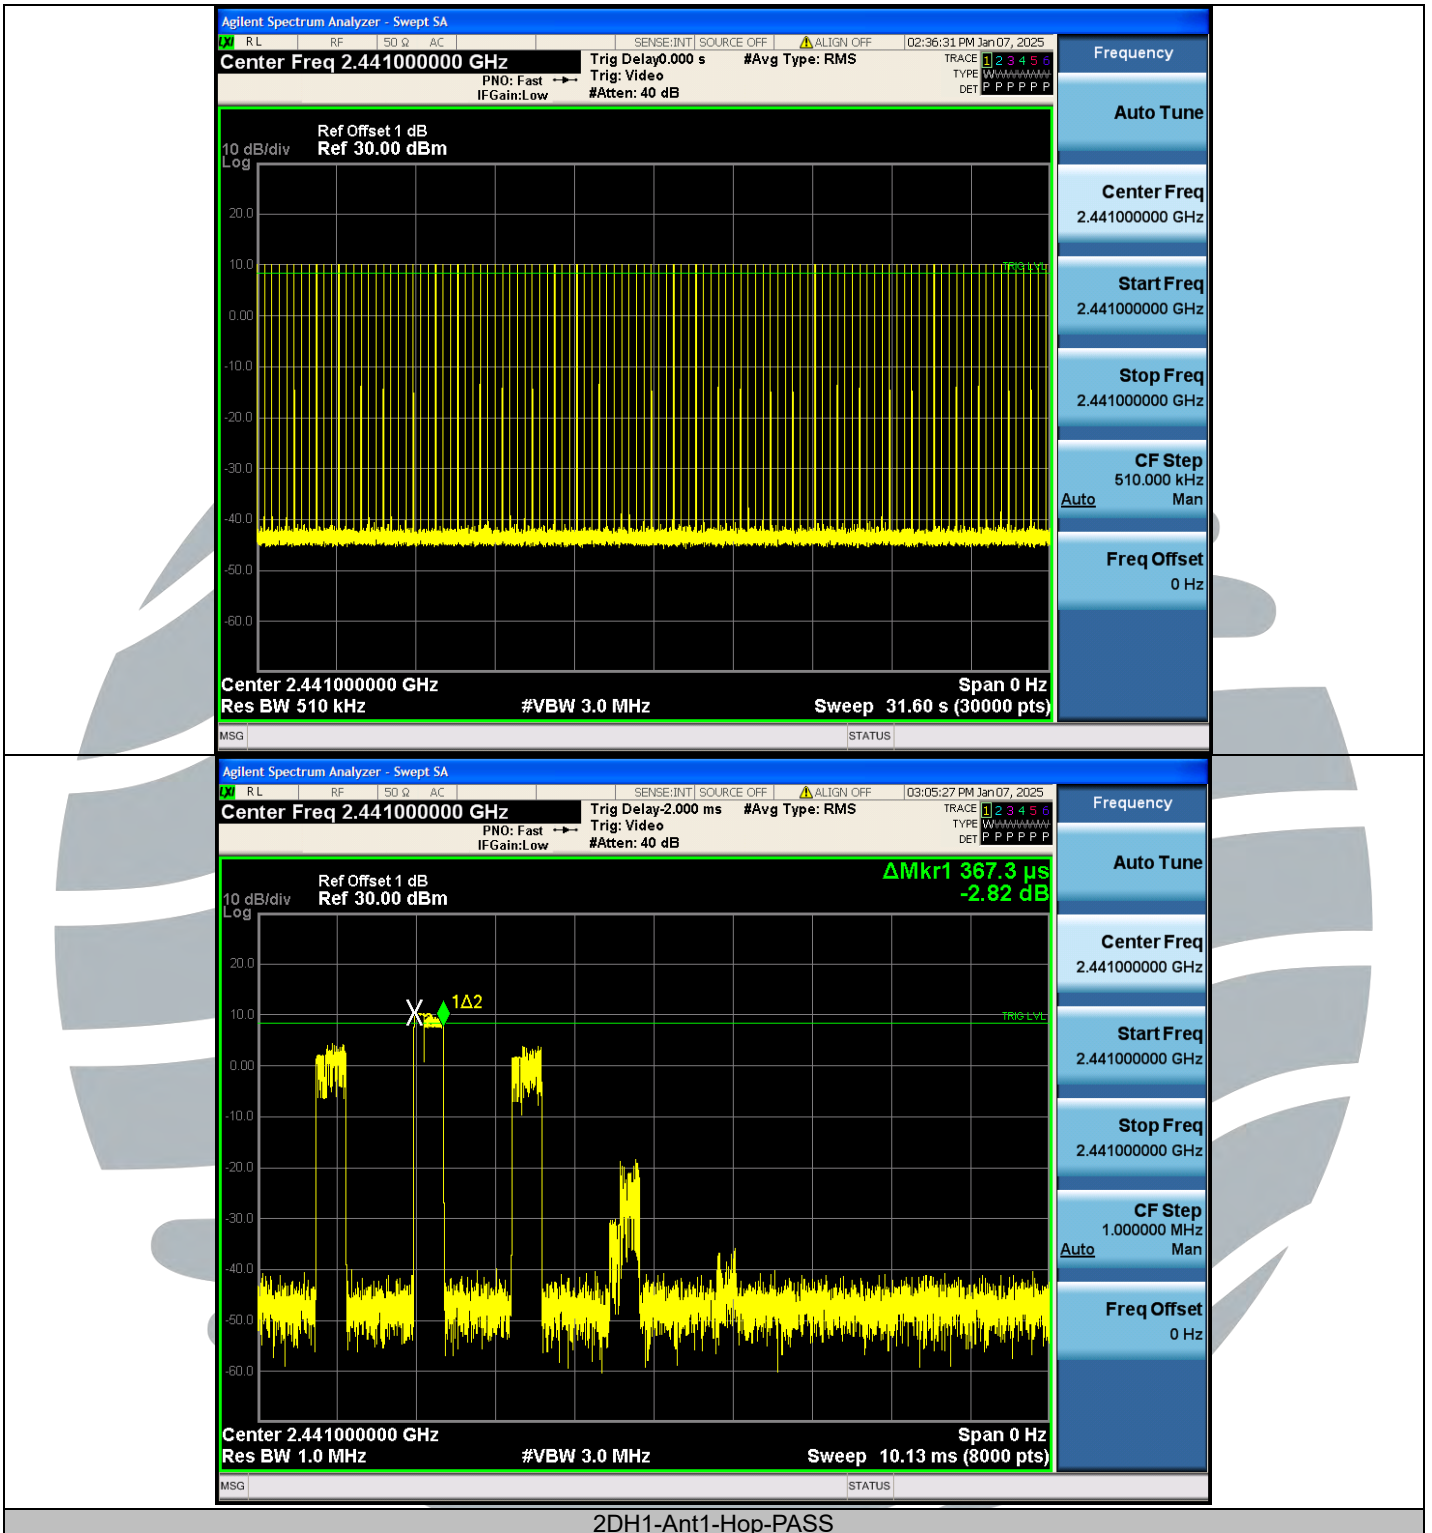 Agilent Spectrum Analyzer - Swept SA
LXI RL RF 50 Ω AC SENSE:INT SOURCE OFF ALIGN OFF 02:36:31 PM Jan 07, 2025
Center Freq 2.441000000 GHz
PNO: Fast
IFGain:Low
Trig Delay0.000 s
Trig: Video
#Atten: 40 dB
#Avg Type: RMS
TRACE 1 2 3 4 5 6
TYPE WWWWWW
DET P P P P P P
Ref Offset 1 dB
10 dB/div Ref 30.00 dBm
Log
20.0
10.0
TRIG LVL
0.00
-10.0
-20.0
-30.0
-40.0
-50.0
-60.0
Center 2.441000000 GHz Span 0 Hz
Res BW 510 kHz #VBW 3.0 MHz Sweep 31.60 s (30000 pts)
MSG STATUS
Frequency
Auto Tune
Center Freq
2.441000000 GHz
Start Freq
2.441000000 GHz
Stop Freq
2.441000000 GHz
CF Step
510.000 kHz
Auto Man
Freq Offset
0 Hz
Agilent Spectrum Analyzer - Swept SA
LXI RL RF 50 Ω AC SENSE:INT SOURCE OFF ALIGN OFF 03:05:27 PM Jan 07, 2025
Center Freq 2.441000000 GHz
PNO: Fast
IFGain:Low
Trig Delay-2.000 ms
Trig: Video
#Atten: 40 dB
#Avg Type: RMS
TRACE 1 2 3 4 5 6
TYPE WWWWWW
DET P P P P P P
ΔMkr1 367.3 µs
-2.82 dB
Ref Offset 1 dB
10 dB/div Ref 30.00 dBm
Log
20.0
10.0
X
2
1Δ2
TRIG LVL
0.00
-10.0
-20.0
-30.0
-40.0
-50.0
-60.0
Center 2.441000000 GHz Span 0 Hz
Res BW 1.0 MHz #VBW 3.0 MHz Sweep 10.13 ms (8000 pts)
MSG STATUS
Frequency
Auto Tune
Center Freq
2.441000000 GHz
Start Freq
2.441000000 GHz
Stop Freq
2.441000000 GHz
CF Step
1.000000 MHz
Auto Man
Freq Offset
0 Hz
2DH1-Ant1-Hop-PASS